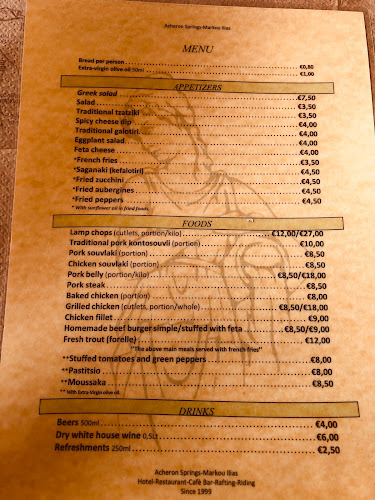 Acheron Springs-Markou Ilias
MENU
Bread per person ........ €0,80
Extra-virgin olive oil 50ml ........ €1,00
APPETIZERS
Greek salad ........ €7,50
Salad ........ €3,50
Traditional tzatziki ........ €3,50
Spicy cheese dip ........ €4,00
Traditional galotiri ........ €4,00
Eggplant salad ........ €4,00
Feta cheese ........ €4,00
*French fries ........ €3,50
*Saganaki (kefalotiri) ........ €4,50
*Fried zucchini ........ €4,50
*Fried aubergines ........ €4,50
*Fried peppers ........ €4,50
* With sunflower oil in fried foods
FOODS
Lamp chops (cutlets, portion/kilo) ........ €12,00/€27,00
Traditional pork kontosouvli (portion) ........ €10,00
Pork souvlaki (portion) ........ €8,50
Chicken souvlaki (portion) ........ €8,50
Pork belly (portion/kilo) ........ €8,50/€18,00
Pork steak ........ €8,50
Baked chicken (portion) ........ €8,00
Grilled chicken (cutlets, portion/whole) ........ €8,50/€18,00
Chicken fillet ........ €9,00
Homemade beef burger simple/stuffed with feta ........ €8,50/€9,00
Fresh trout (forelle) ........ €12,00
"The above main meals served with french fries"
**Stuffed tomatoes and green peppers ........ €8,00
**Pastitsio ........ €8,00
**Moussaka ........ €8,50
** With Extra-Virgin olive oil.
DRINKS
Beers 500ml ........ €4,00
Dry white house wine 0,5Lt ........ €6,00
Refreshments 250ml ........ €2,50
Acheron Springs-Markou Ilias
Hotel-Restaurant-Cafè Bar-Rafting-Riding
Since 1999